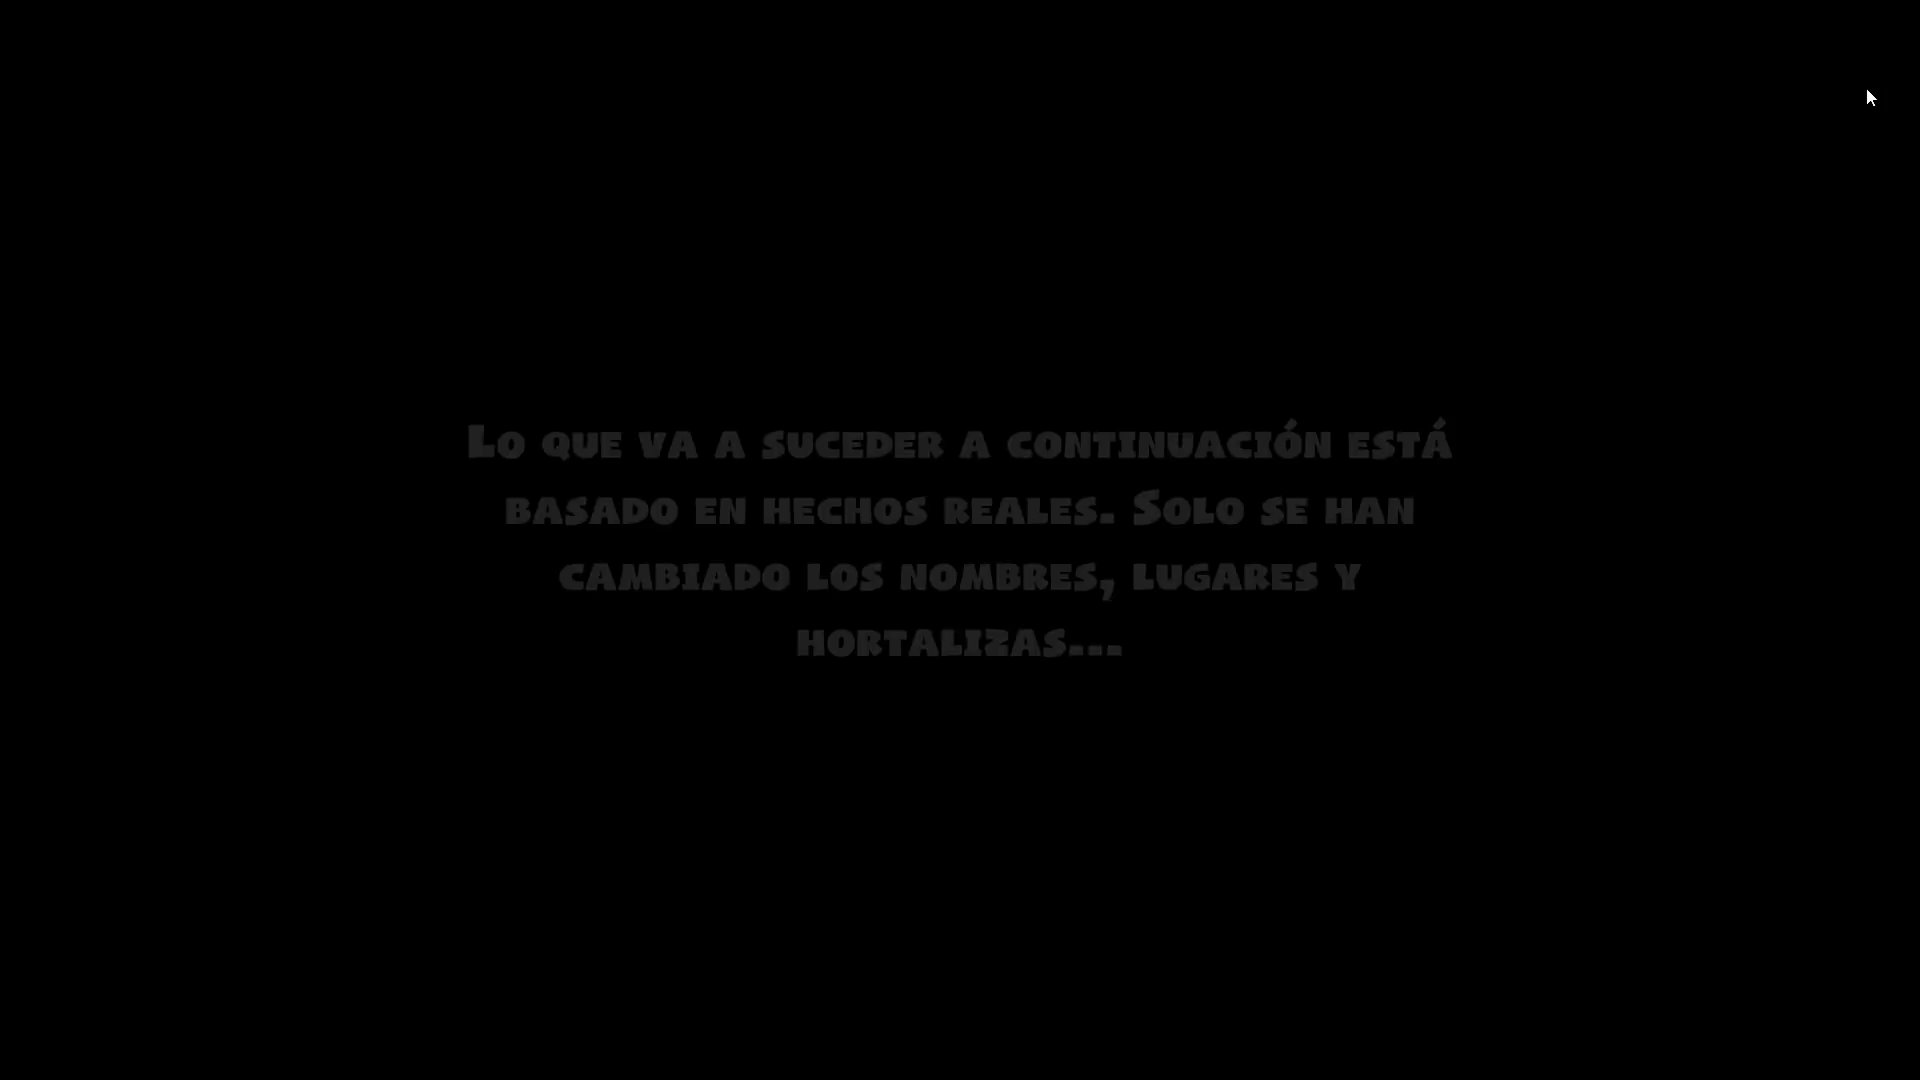 Lo que va a suceder a continuación está
basado en hechos reales. Solo se han
cambiado los nombres, lugares y
hortalizas...